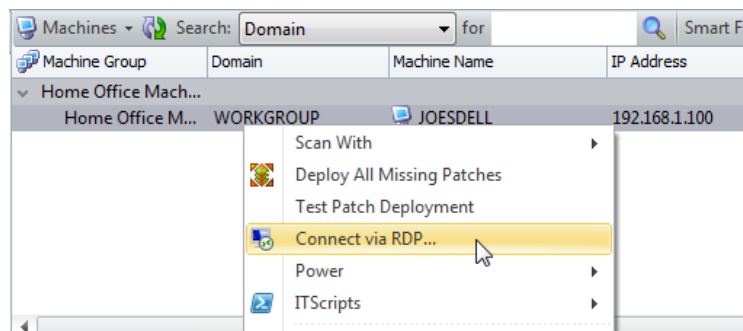 Machines Search: Domain for Smart F
Machine Group Domain Machine Name IP Address
Home Office Mach...
Home Office M... WORKGROUP JOESDELL 192.168.1.100
Scan With
Deploy All Missing Patches
Test Patch Deployment
Connect via RDP...
Power
ITScripts